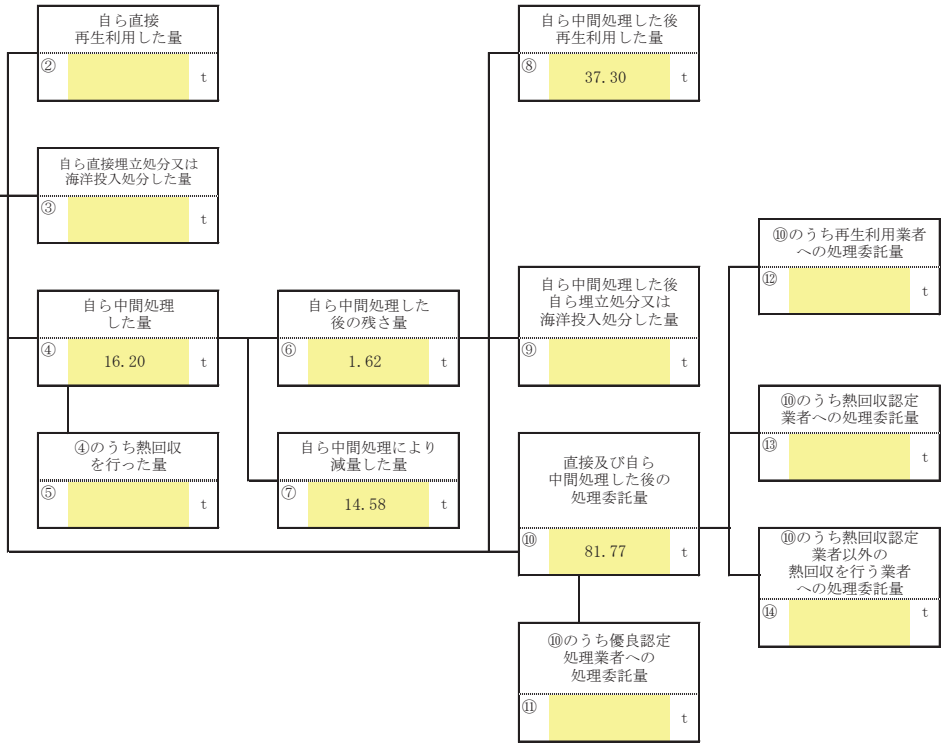 自ら直接
再生利用した量
②
t
自ら直接埋立処分又は
海洋投入処分した量
③
t
自ら中間処理
した量
④ 16.20 t
④のうち熱回収
を行った量
⑤
t
自ら中間処理した
後の残さ量
⑥ 1.62 t
自ら中間処理により
減量した量
⑦ 14.58 t
自ら中間処理した後
再生利用した量
⑧ 37.30 t
自ら中間処理した後
自ら埋立処分又は
海洋投入処分した量
⑨
t
直接及び自ら
中間処理した後の
処理委託量
⑩ 81.77 t
⑩のうち優良認定
処理業者への
処理委託量
⑪
t
⑩のうち再生利用業者
への処理委託量
⑫
t
⑩のうち熱回収認定
業者への処理委託量
⑬
t
⑩のうち熱回収認定
業者以外の
熱回収を行う業者
への処理委託量
⑭
t